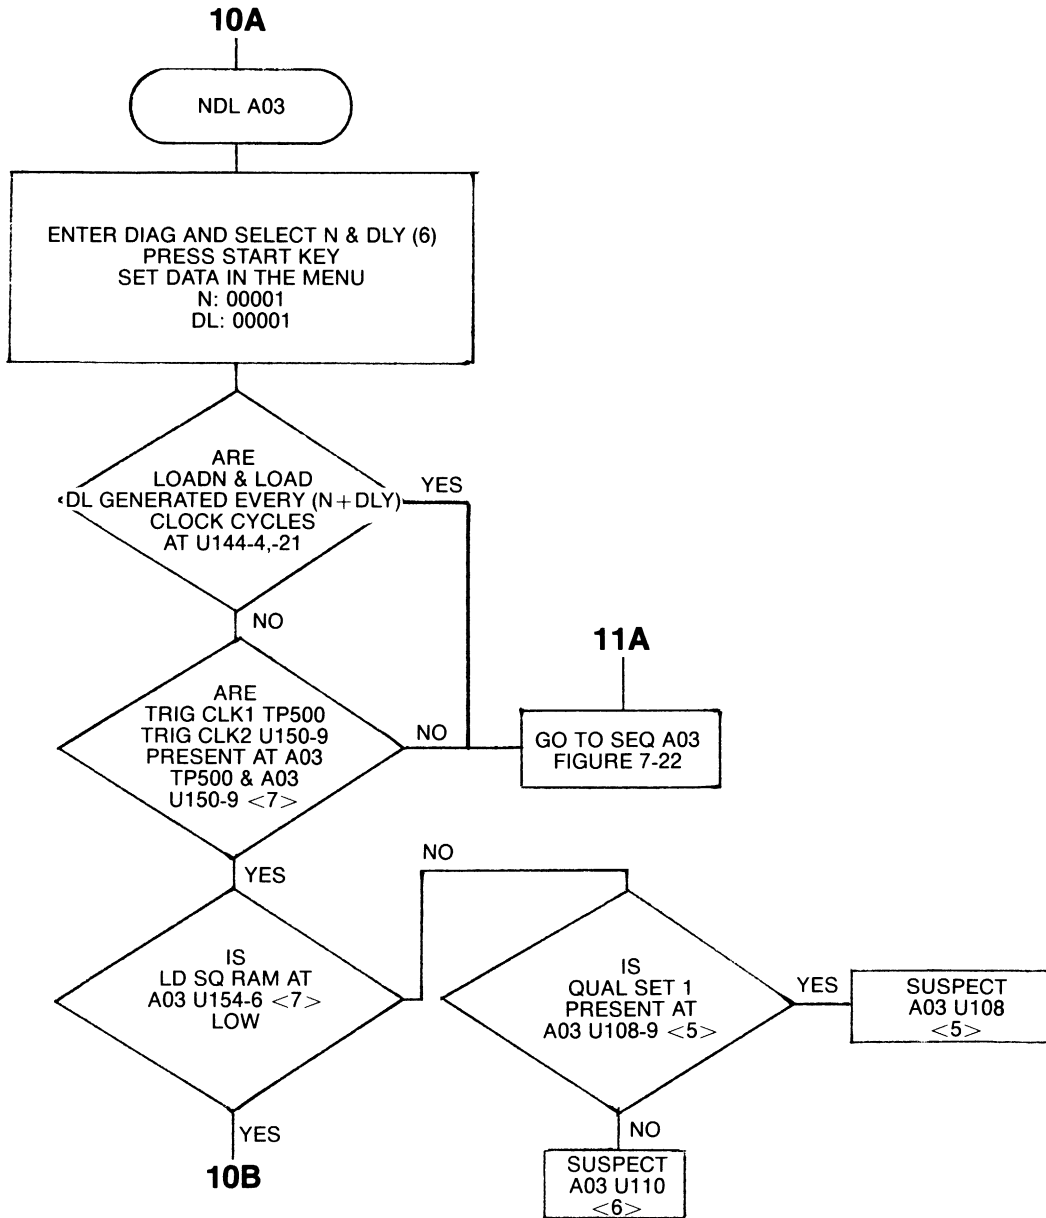 10A
NDL A03
ENTER DIAG AND SELECT N & DLY (6)
PRESS START KEY
SET DATA IN THE MENU
N: 00001
DL: 00001
ARE
LOADN & LOAD
DL GENERATED EVERY (N+DLY)
CLOCK CYCLES
AT U144-4,-21
YES
NO
ARE
TRIG CLK1 TP500
TRIG CLK2 U150-9
PRESENT AT A03
TP500 & A03
U150-9 <7>
NO
11A
GO TO SEQ A03
FIGURE 7-22
YES
IS
LD SQ RAM AT
A03 U154-6 <7>
LOW
NO
IS
QUAL SET 1
PRESENT AT
A03 U108-9 <5>
YES
SUSPECT
A03 U108
<5>
NO
SUSPECT
A03 U110
<6>
YES
10B